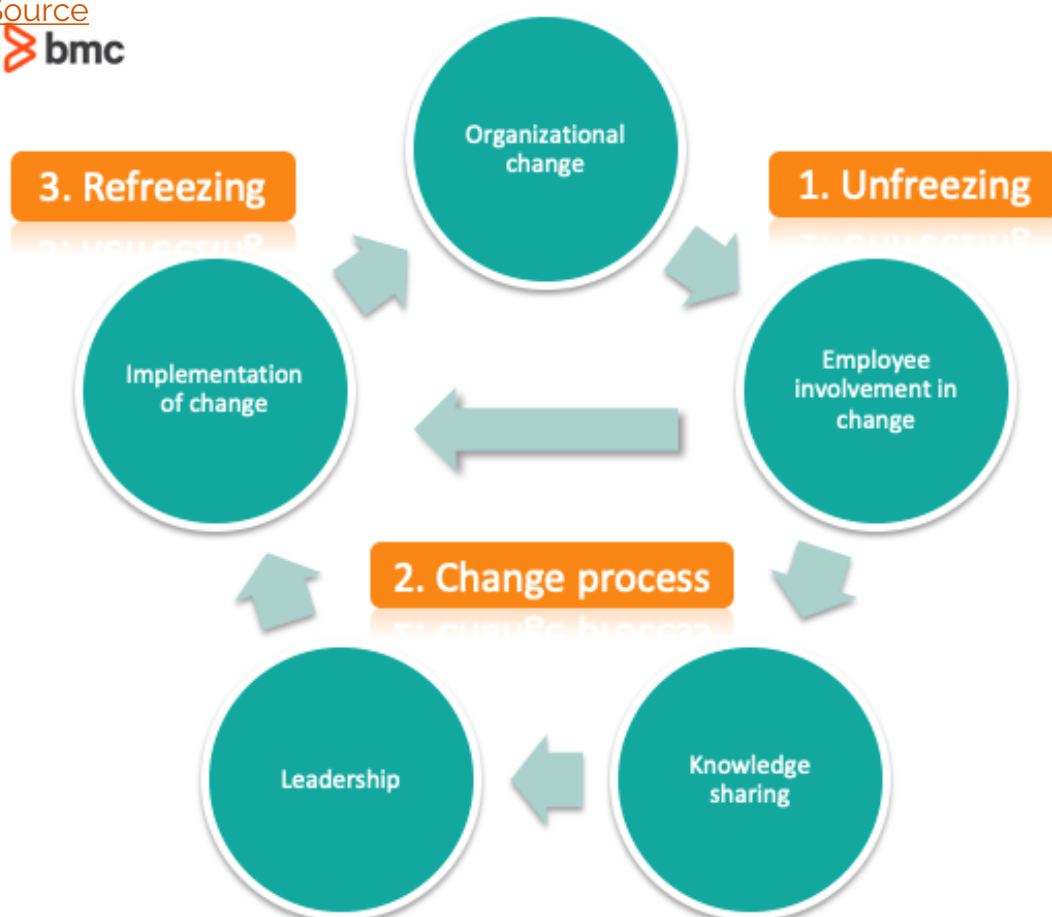 Source
bmc
Organizational
change
3. Refreezing
1. Unfreezing
Implementation
of change
Employee
involvement in
change
2. Change process
Leadership
Knowledge
sharing